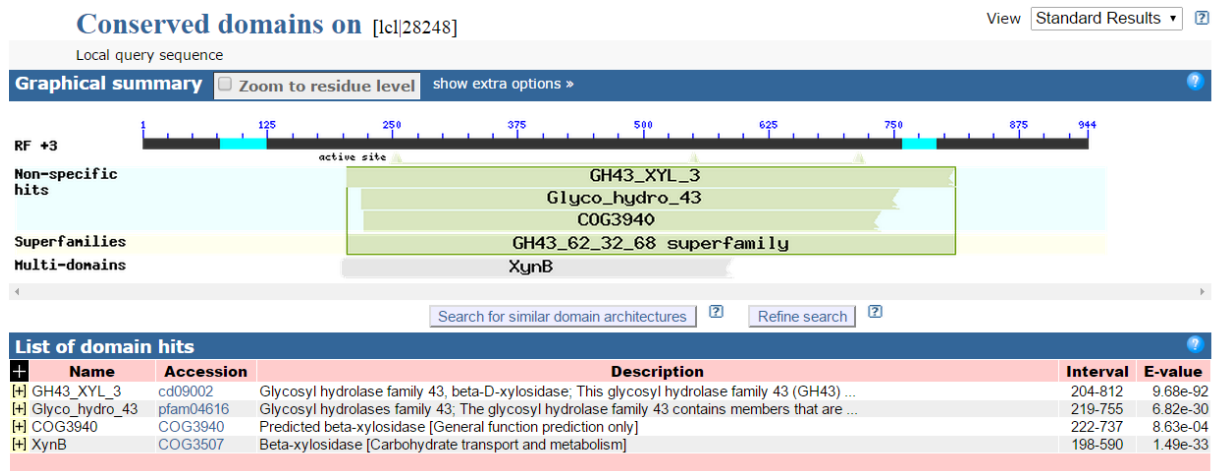 Conserved domains on [lcl|28248]
View Standard Results ?
Local query sequence
Graphical summary Zoom to residue level show extra options » ?
1 125 250 375 500 625 750 875 944
RF +3
active site
Non-specific hits
GH43_XYL_3
Glyco_hydro_43
COG3940
Superfamilies
GH43_62_32_68 superfamily
Multi-domains
XynB
Search for similar domain architectures ? Refine search ?
List of domain hits ?
+ Name Accession Description Interval E-value
[+] GH43_XYL_3 cd09002 Glycosyl hydrolase family 43, beta-D-xylosidase; This glycosyl hydrolase family 43 (GH43) ... 204-812 9.68e-92
[+] Glyco_hydro_43 pfam04616 Glycosyl hydrolases family 43; The glycosyl hydrolase family 43 contains members that are ... 219-755 6.82e-30
[+] COG3940 COG3940 Predicted beta-xylosidase [General function prediction only] 222-737 8.63e-04
[+] XynB COG3507 Beta-xylosidase [Carbohydrate transport and metabolism] 198-590 1.49e-33